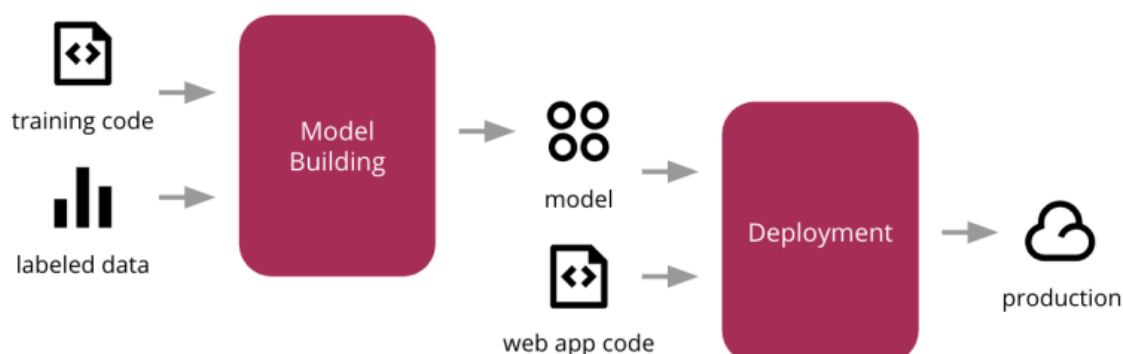 training code
labeled data
Model
Building
model
web app code
Deployment
production